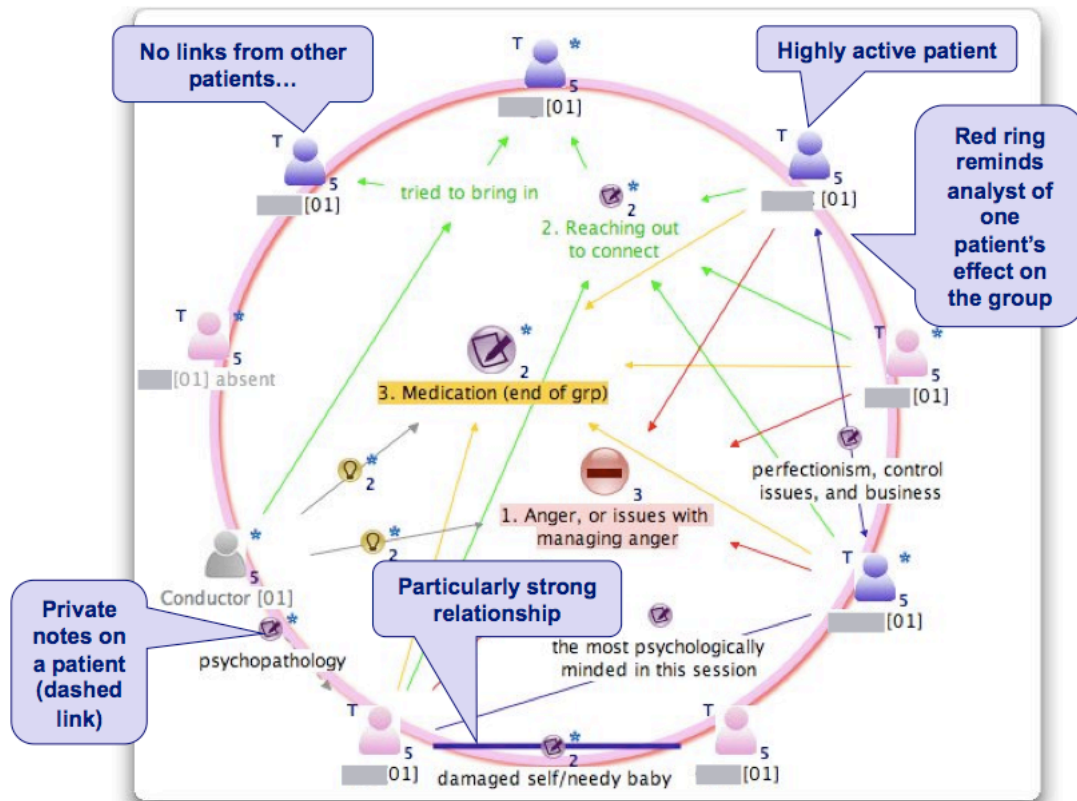 No links from other
patients…
T
*
5
[01]
Highly active patient
T
5
[01]
T
5
[01]
Red ring
reminds
analyst of
one
patient's
effect on
the group
tried to bring in
*
2
2. Reaching out
to connect
T
*
5
[01] absent
*
2
3. Medication (end of grp)
T
*
5
[01]
*
2
perfectionism, control
issues, and business
3
1. Anger, or issues with
managing anger
*
2
*
5
Conductor [01]
T
*
5
[01]
Particularly strong
relationship
Private
notes on
a patient
(dashed
link)
*
psychopathology
the most psychologically
minded in this session
T
5
01]
*
2
damaged self/needy baby
T
5
[01]